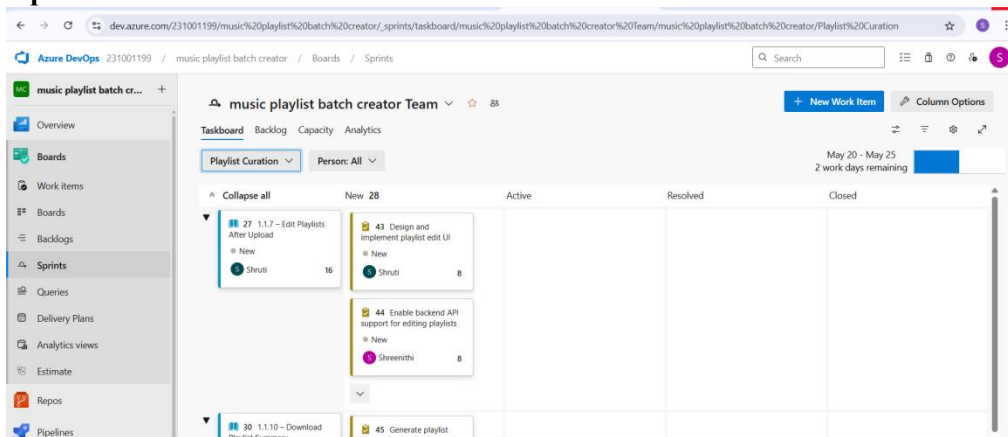 dev.azure.com/231001199/music%20playlist%20batch%20creator/_sprints/taskboard/music%20playlist%20batch%20creator%20Team/music%20playlist%20batch%20creator/Playlist%20Curation
S
Azure DevOps 231001199 / music playlist batch creator / Boards / Sprints
Search
S
MC music playlist batch cr... +
music playlist batch creator Team
+ New Work Item
Column Options
Overview
Taskboard Backlog Capacity Analytics
Boards
Playlist Curation Person: All
May 20 - May 25
2 work days remaining
Work items
Collapse all New 28 Active Resolved Closed
Boards
27 1.1.7 – Edit Playlists
After Upload
New
Shruti 16
43 Design and
implement playlist edit UI
New
S Shruti 8
Backlogs
Sprints
Queries
Delivery Plans
44 Enable backend API
support for editing playlists
New
S Shreenithi 8
Analytics views
Estimate
Repos
Pipelines
30 1.1.10 – Download
45 Generate playlist